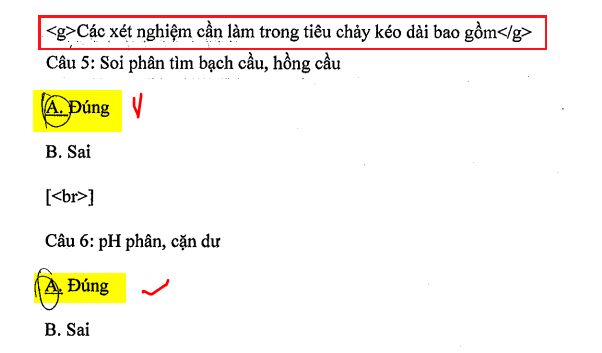 <g>Các xét nghiệm cần làm trong tiêu chảy kéo dài bao gồm</g>
Câu 5: Soi phân tìm bạch cầu, hồng cầu
A. Đúng
B. Sai
[<br>]
Câu 6: pH phân, cặn dư
A. Đúng
B. Sai